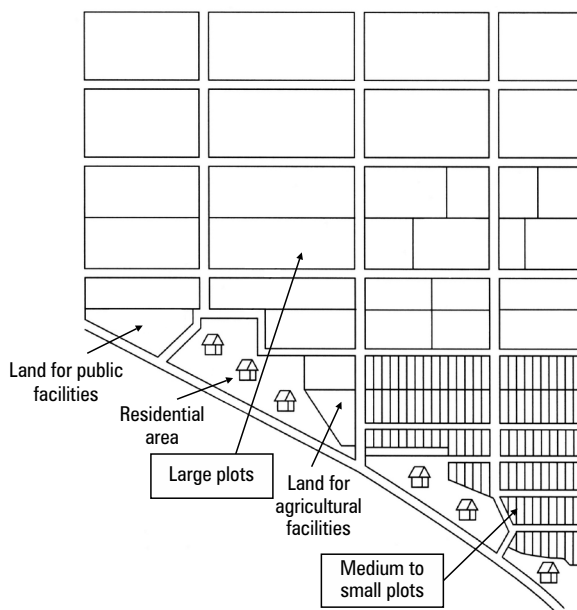 Land for public
facilities
Residential
area
Large plots
Land for
agricultural
facilities
Medium to
small plots